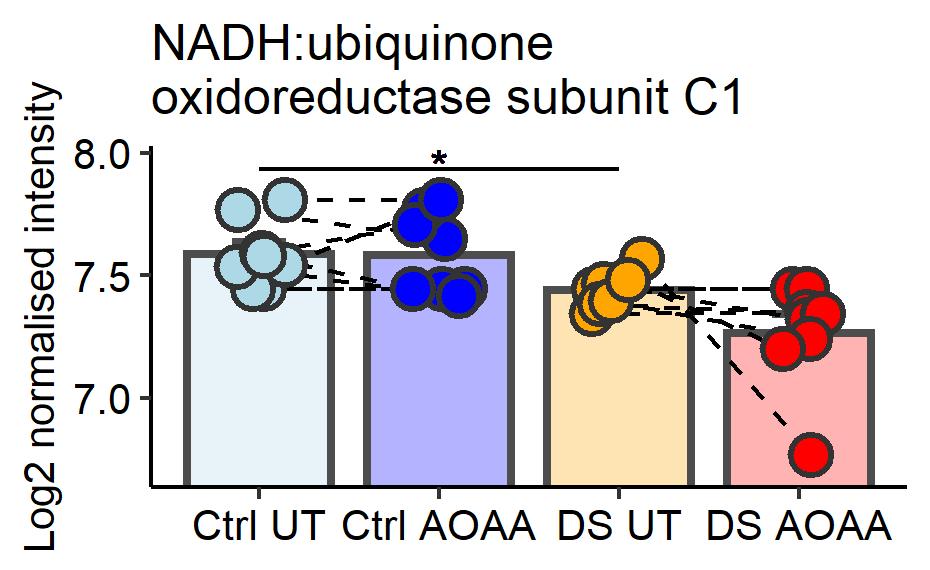 NADH:ubiquinone
oxidoreductase subunit C1
Log2 normalised intensity
8.0
*
7.5
7.0
Ctrl UT Ctrl AOAA DS UT DS AOAA